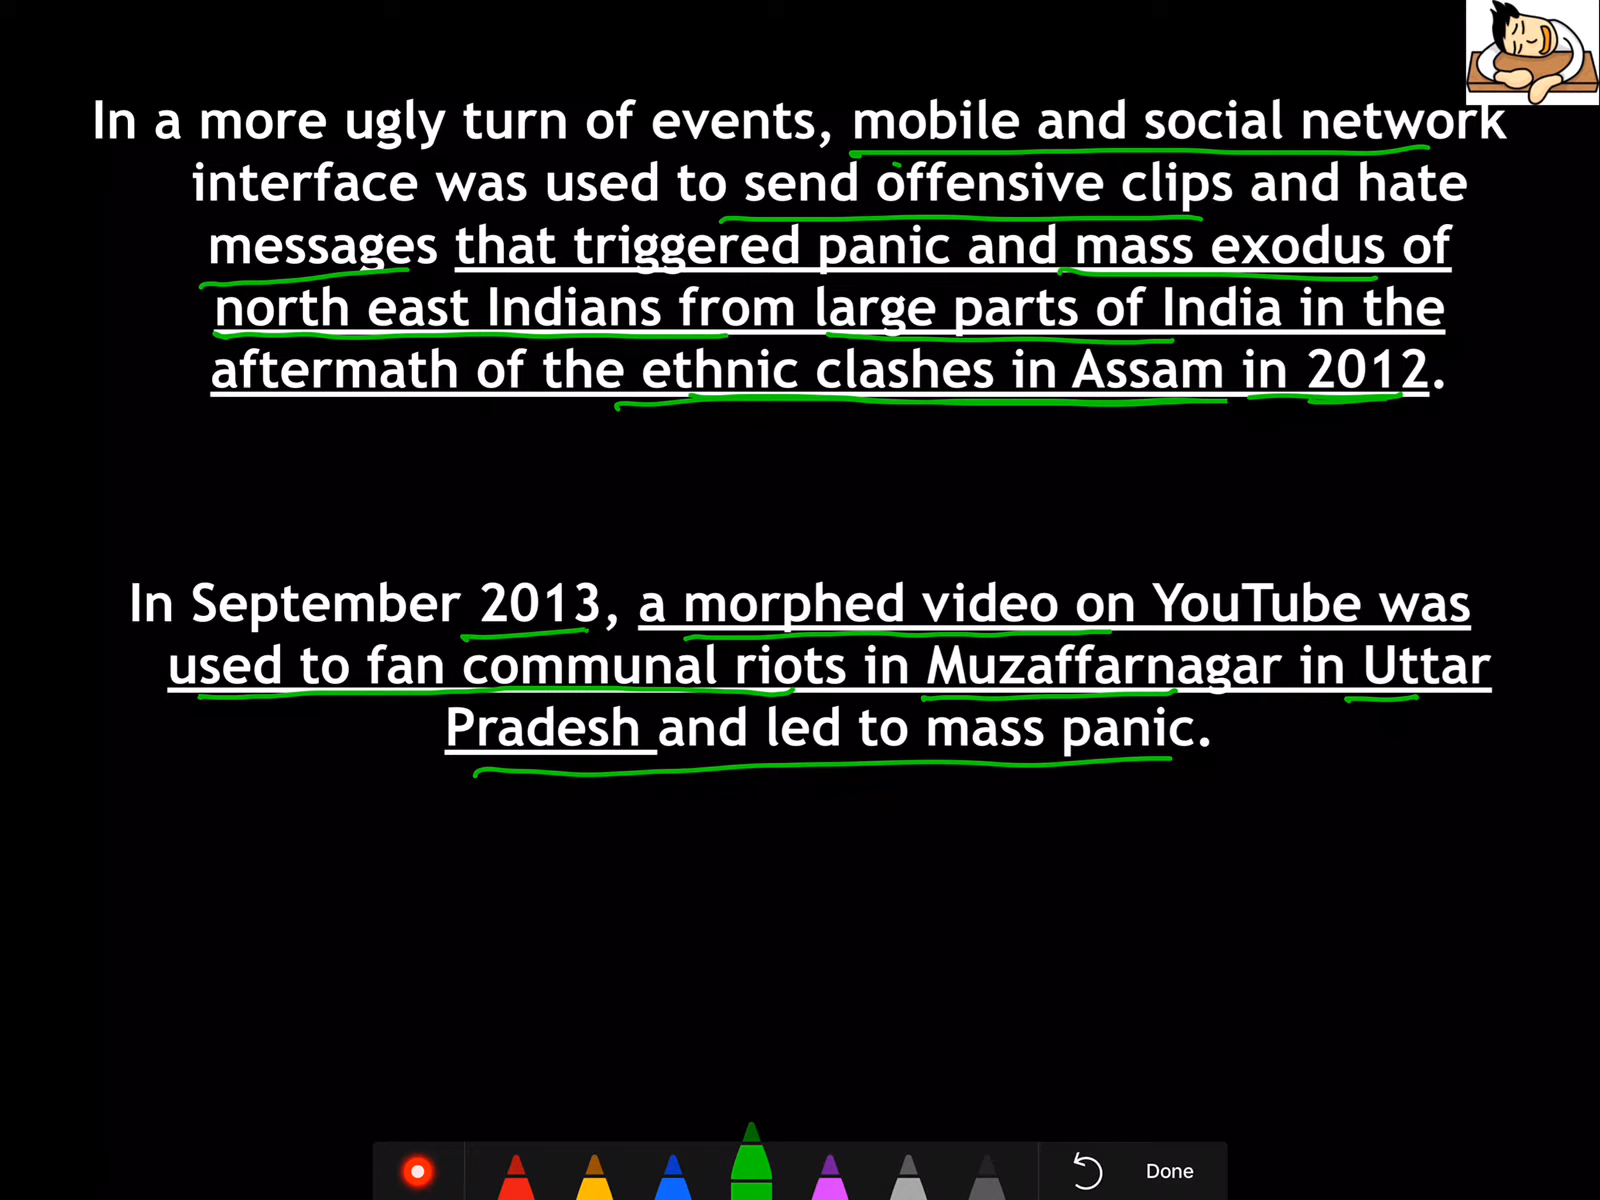 In a more ugly turn of events, mobile and social network
interface was used to send offensive clips and hate
messages that triggered panic and mass exodus of
north east Indians from large parts of India in the
aftermath of the ethnic clashes in Assam in 2012.
In September 2013, a morphed video on YouTube was
used to fan communal riots in Muzaffarnagar in Uttar
Pradesh and led to mass panic.
Done